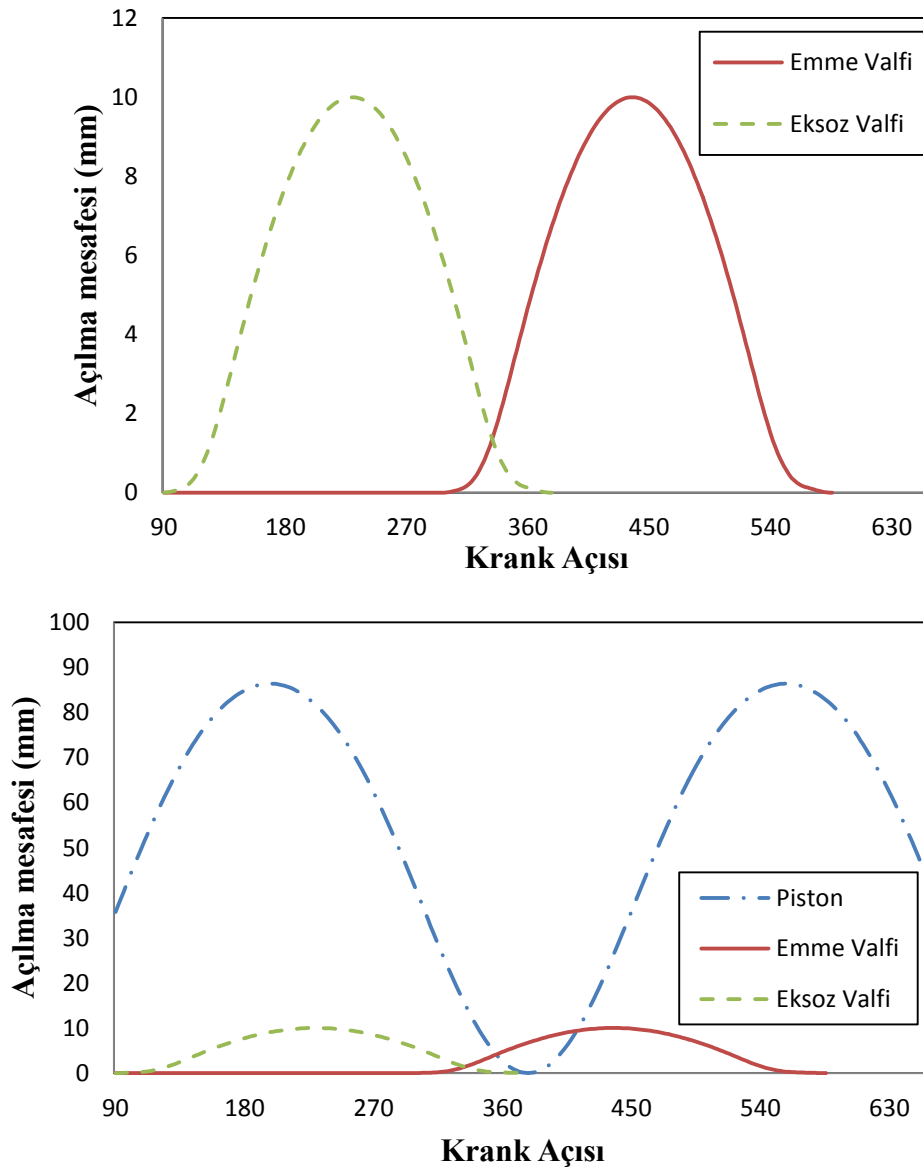 12
10
8
6
4
2
0
Açılma mesafesi (mm)
Emme Valfi
Eksoz Valfi
90 180 270 360 450 540 630
Krank Açısı
100
90
80
70
60
50
40
30
20
10
0
Açılma mesafesi (mm)
Piston
Emme Valfi
Eksoz Valfi
90 180 270 360 450 540 630
Krank Açısı